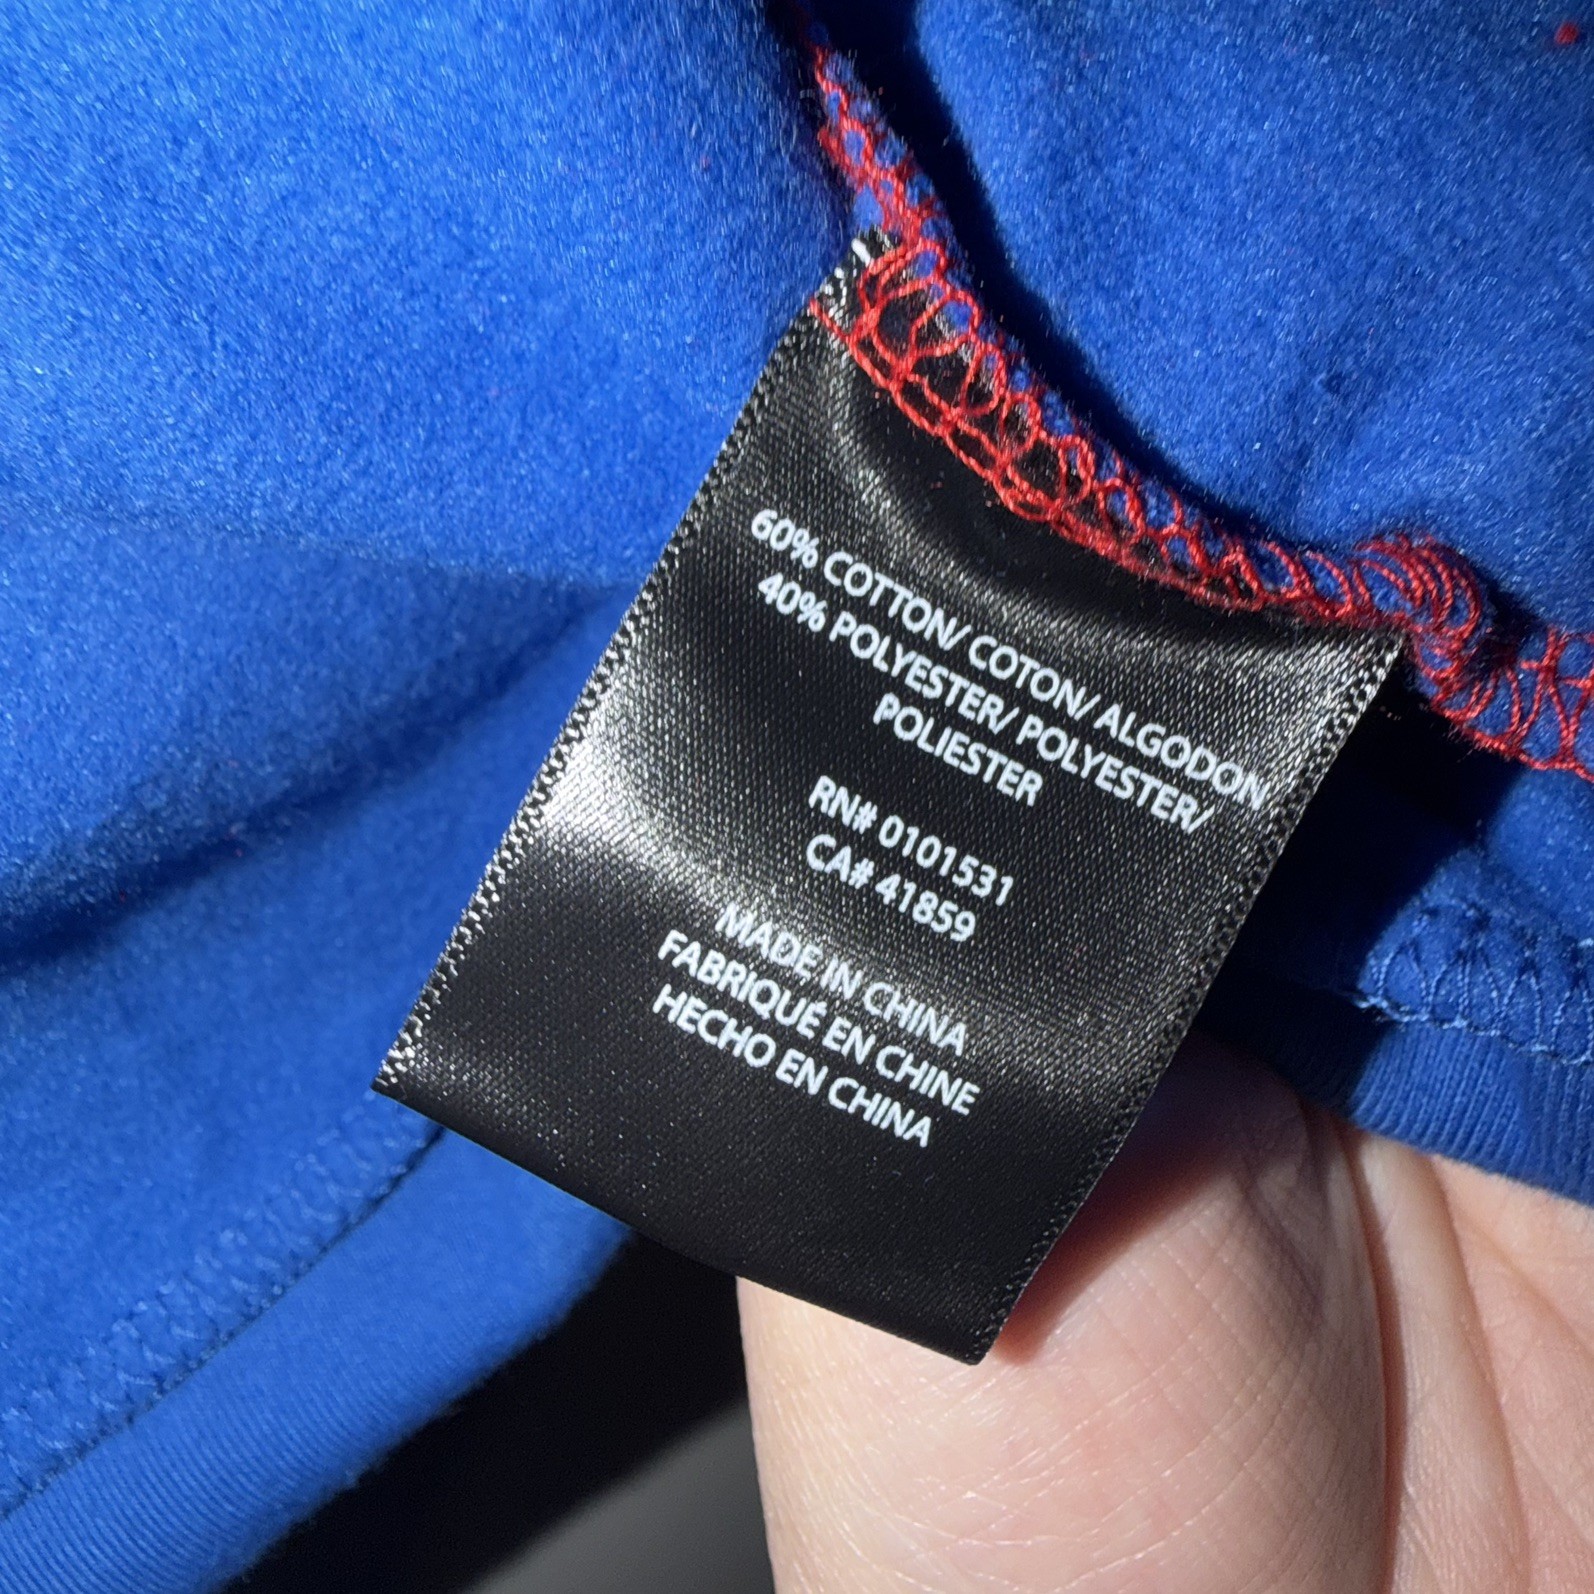 60% COTTON/ COTON/ ALGODON
40% POLYESTER/ POLYESTER/
POLIESTER
RN# 0101531
CA# 41859
MADE IN CHINA
FABRIQUÉ EN CHINE
HECHO EN CHINA